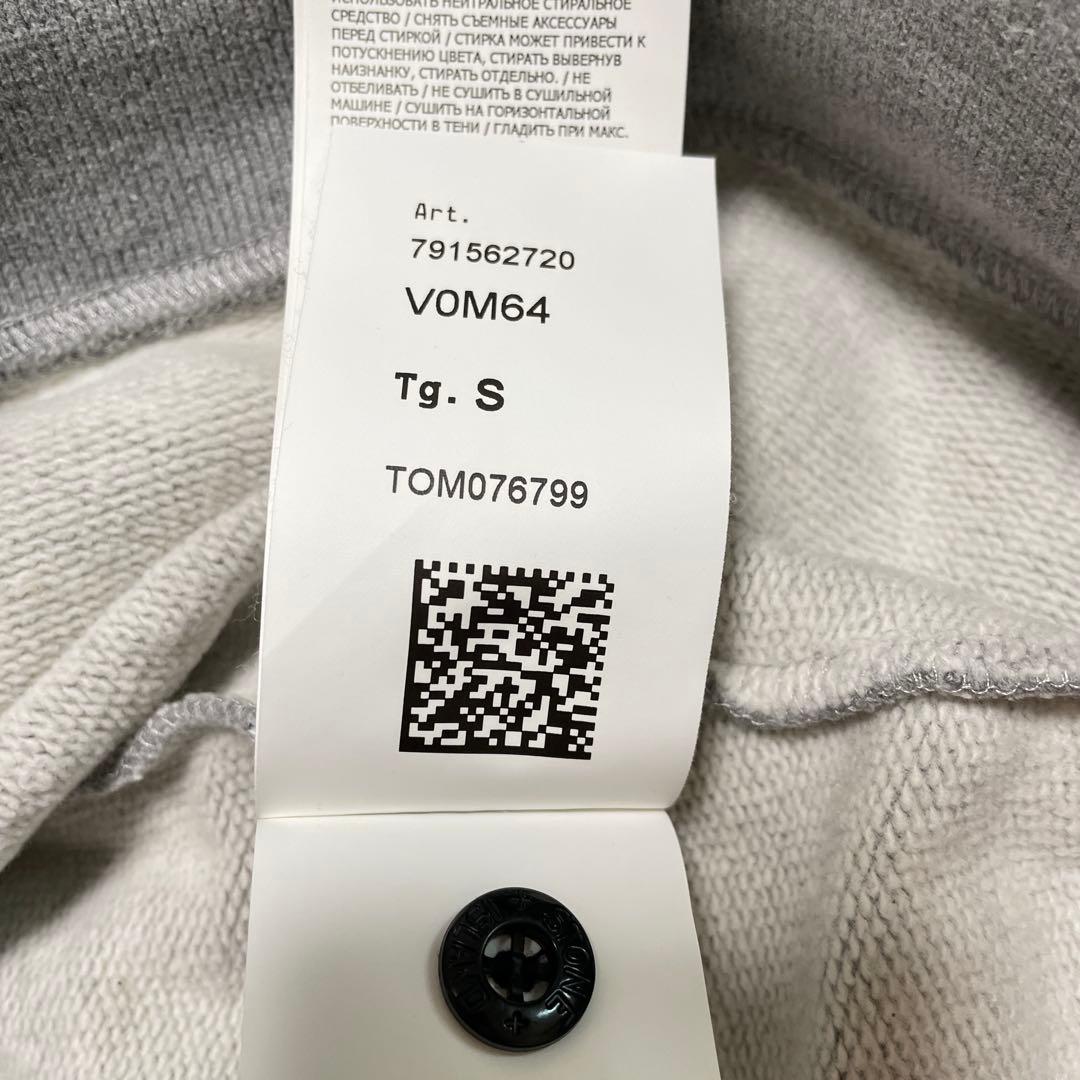 ИСПОЛЬЗОВАТЬ НЕЙТРАЛЬНОЕ СТИРАЛЬНОЕ
СРЕДСТВО / СНЯТЬ СЪЕМНЫЕ АКСЕССУАРЫ
ПЕРЕД СТИРКОЙ / СТИРКА МОЖЕТ ПРИВЕСТИ К
ПОТУСКНЕНИЮ ЦВЕТА, СТИРАТЬ ВЫВЕРНУВ
НАИЗНАНКУ, СТИРАТЬ ОТДЕЛЬНО. / НЕ
ОТБЕЛИВАТЬ / НЕ СУШИТЬ В СУШИЛЬНОЙ
МАШИНЕ / СУШИТЬ НА ГОРИЗОНТАЛЬНОЙ
ПОВЕРХНОСТИ В ТЕНИ / ГЛАДИТЬ ПРИ МАКС.
Art.
791562720
V0M64
Tg. S
TOM076799
STONE ISLAND